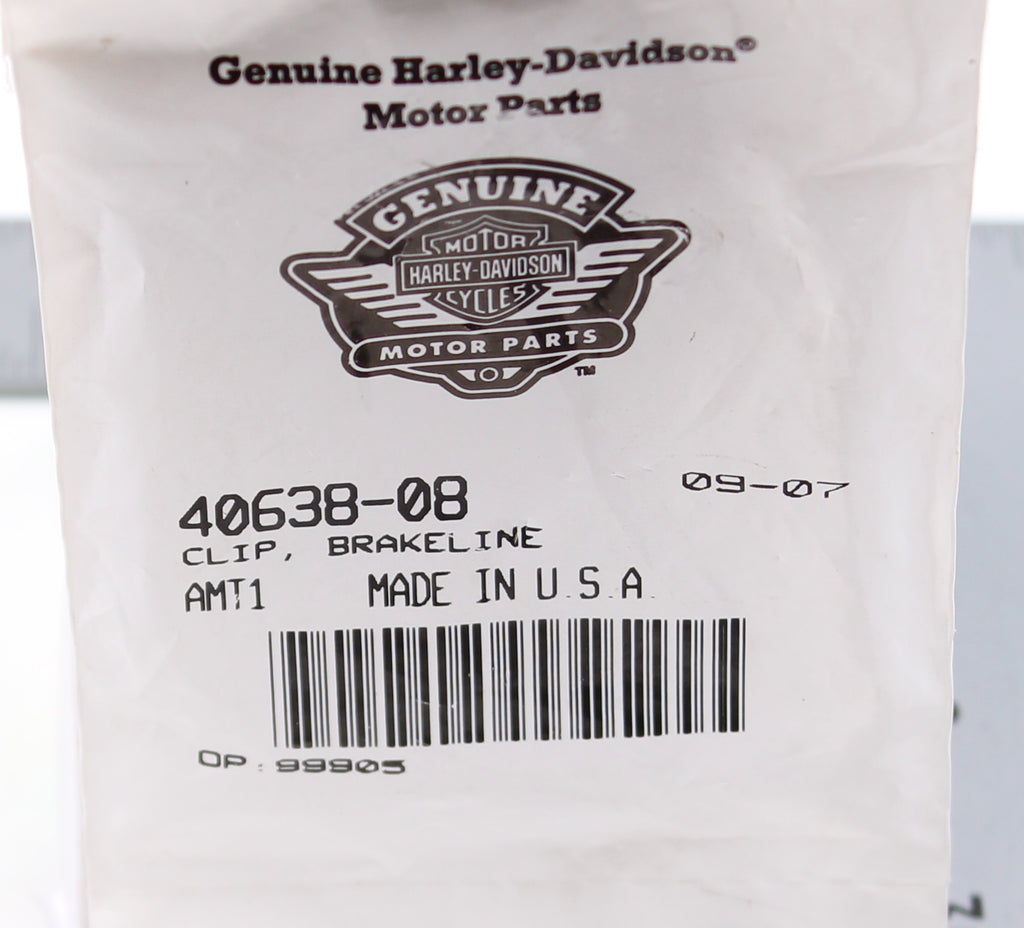 Genuine Harley-Davidson®
Motor Parts
GENUINE
MOTOR
HARLEY-DAVIDSON
CYCLES
MOTOR PARTS
TM
40638-08 09-07
CLIP, BRAKELINE
AMT1 MADE IN U.S.A.
OP: 99905
2